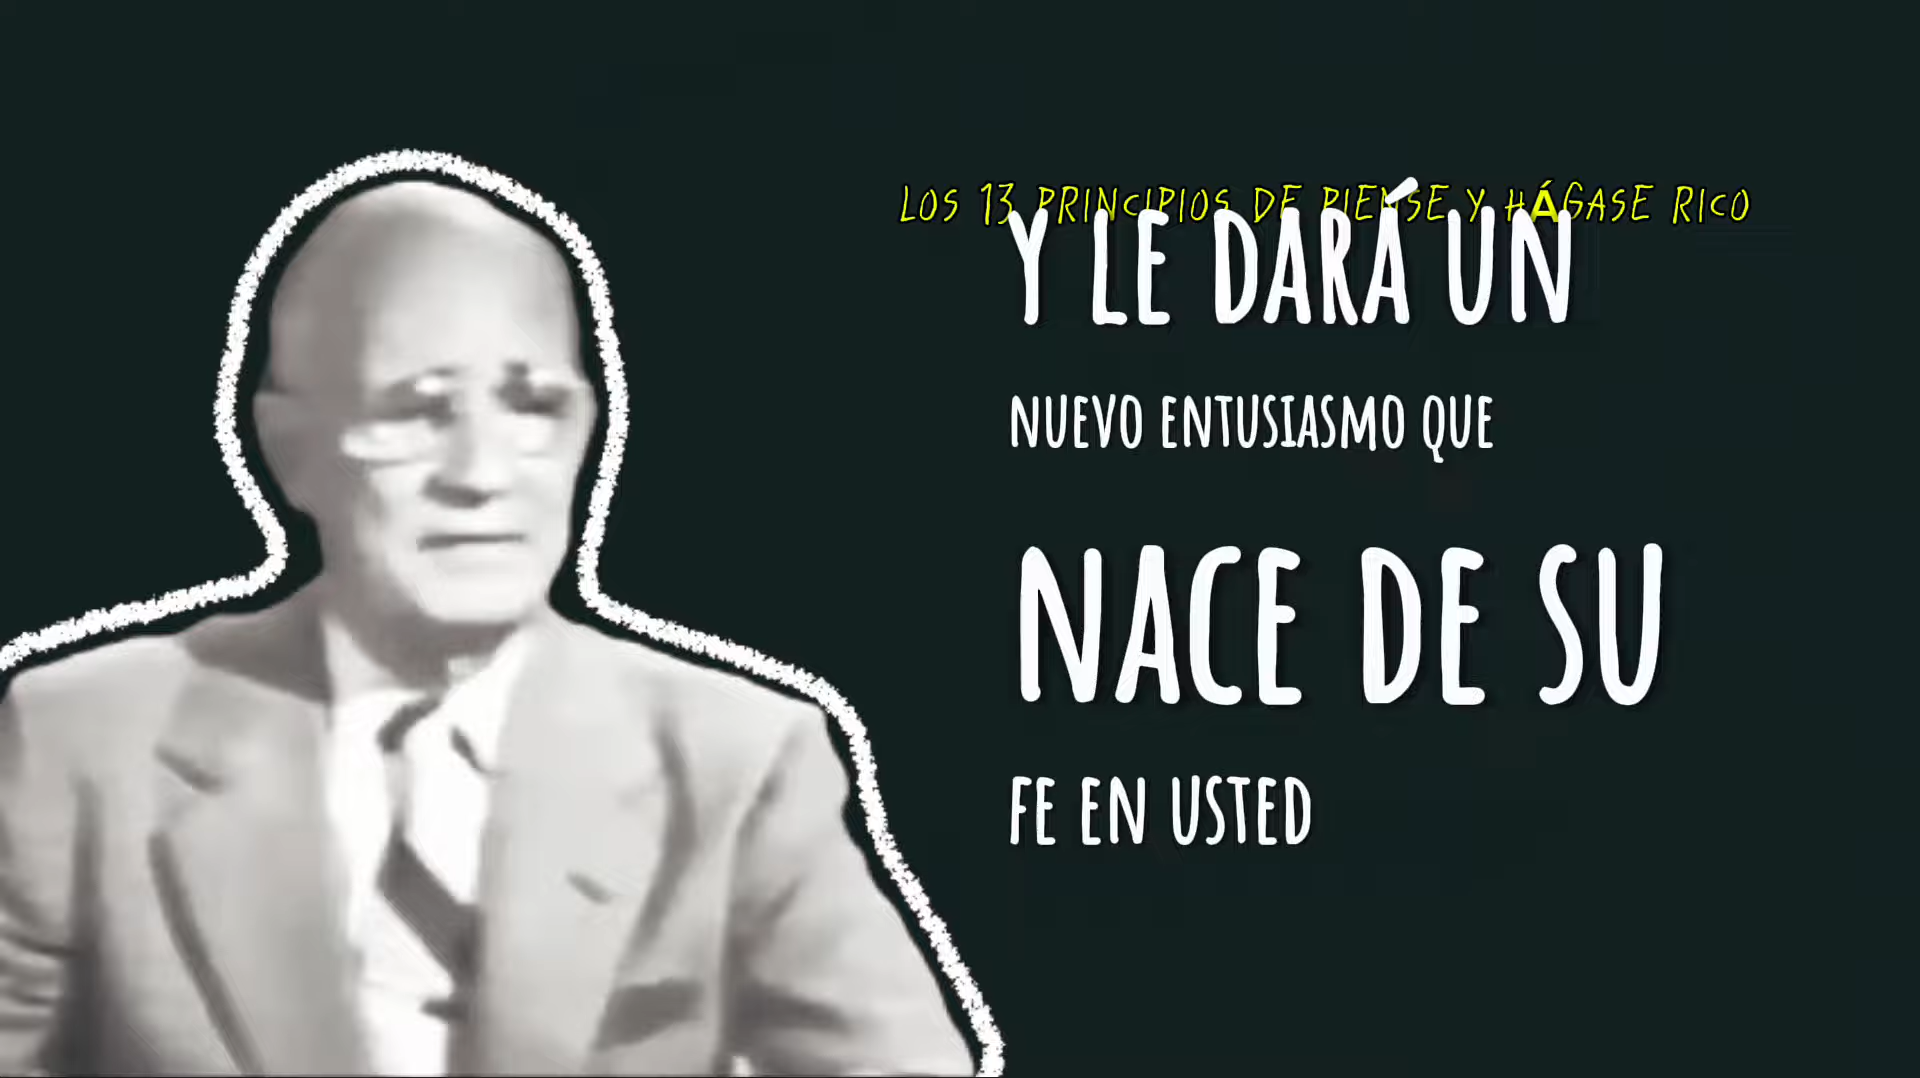 LOS 13 PRINCIPIOS DE PIENSE Y HÁGASE RICO
Y LE DARÁ UN
NUEVO ENTUSIASMO QUE
NACE DE SU
FE EN USTED